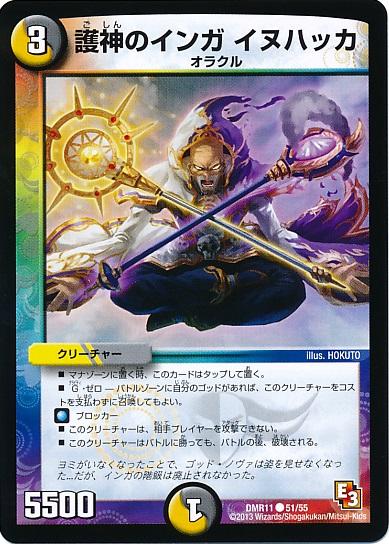 3
護神のインガ イヌハッカ
ごしん
オラクル
クリーチャー
illus. HOKUTO
■ マナゾーンに置く時、このカードはタップして置く。
■ G・ゼロ—バトルゾーンに自分のゴッドがあれば、このクリーチャーをコス
トを支払わずに召喚してもよい。
ブロッカー
■ このクリーチャーは、相手プレイヤーを攻撃できない。
■ このクリーチャーはバトルに勝っても、バトルの後、破壊される。
ヨミがいなくなったことで、ゴッド・ノヴァは姿を見せなくなっ
た...だが、インガの階級は廃止されなかった。
5500
1
DMR11 ● 51/55
©2013 Wizards/Shogakukan/Mitsui-Kids
E3